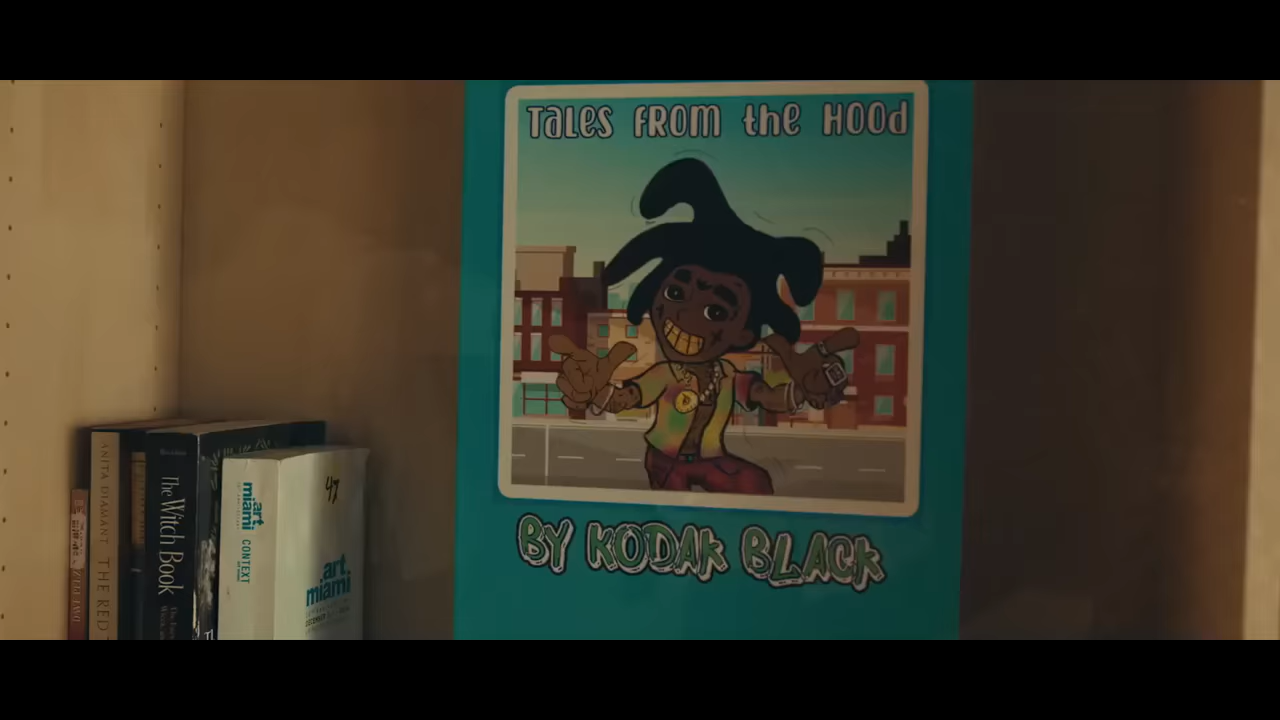 Tales FROM the HOOd
BY KODAK BLACK
ANITA DIAMANT THE RED
The Witch Book
art
miami
CONTEXT
47
art
miami